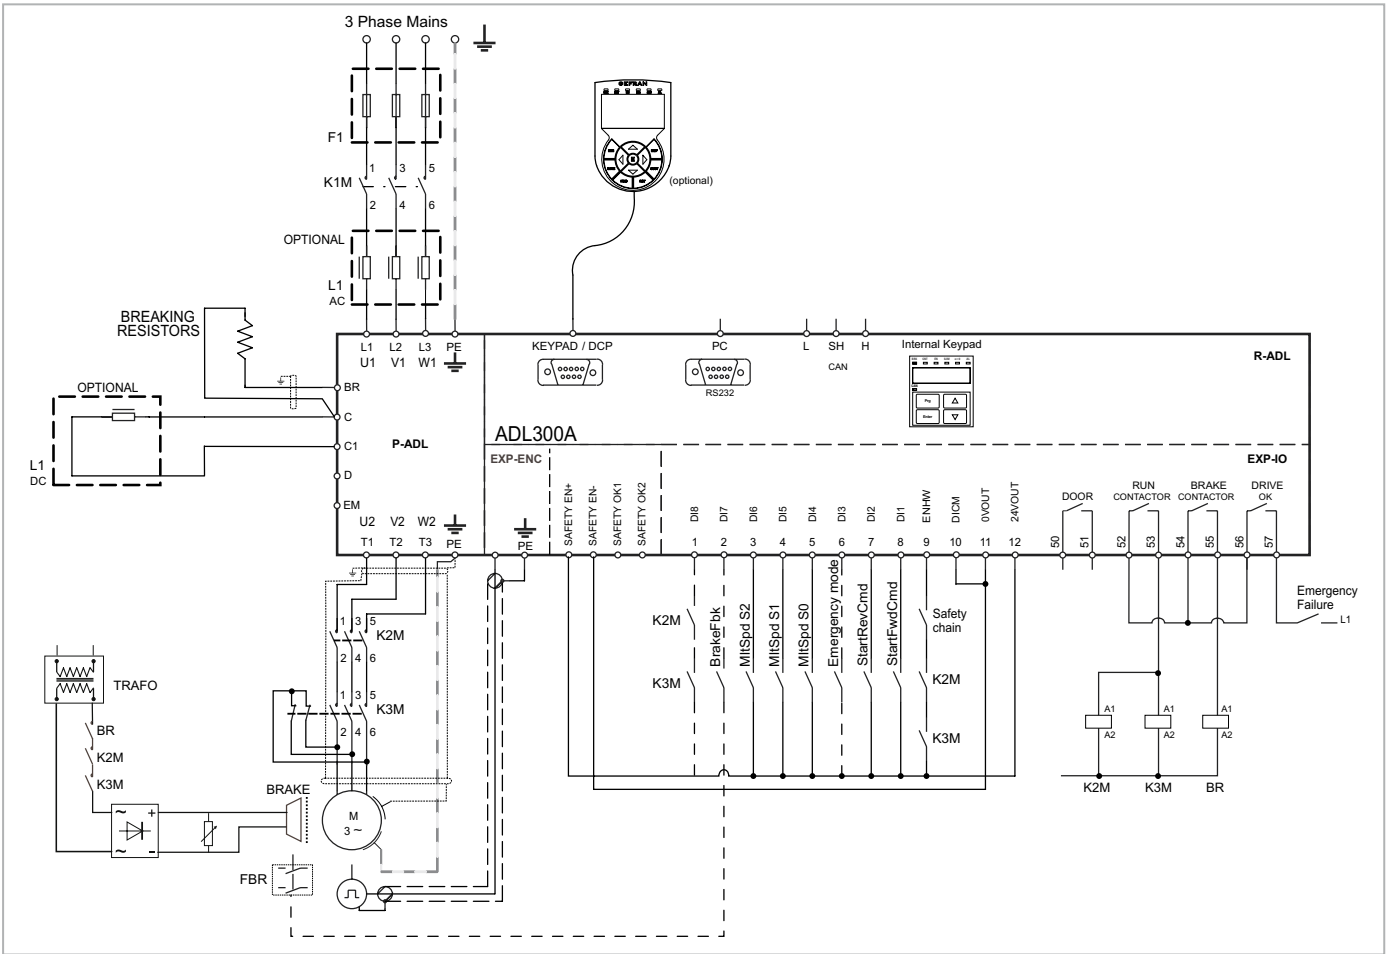 3 Phase Mains
F1
1 3 5
K1M
2 4 6
OPTIONAL
L1
AC
GEFRAN
(optional)
BREAKING
RESISTORS
L1 L2 L3 PE
U1 V1 W1
KEYPAD / DCP
PC
RS232
L SH H
CAN
Internal Keypad
Prg
Enter
R-ADL
BR
OPTIONAL
C
C1
D
EM
L1
DC
P-ADL
ADL300A
EXP-ENC
EXP-IO
U2 V2 W2
T1 T2 T3 PE
PE
SAFETY EN+
SAFETY EN-
SAFETY OK1
SAFETY OK2
DI8
DI7
DI6
DI5
DI4
DI3
DI2
DI1
ENHW
DICM
0VOUT
24VOUT
1 2 3 4 5 6 7 8 9 10 11 12
DOOR
RUN
CONTACTOR
BRAKE
CONTACTOR
DRIVE
OK
50 51 52 53 54 55 56 57
K2M
K3M
BrakeFbk
MltSpd S2
MltSpd S1
MltSpd S0
Emergency mode
StartRevCmd
StartFwdCmd
Safety
chain
K2M
K3M
Emergency
Failure
L1
1 3 5
K2M
2 4 6
1 3 5
K3M
2 4 6
TRAFO
BR
K2M
K3M
~ +
~ -
BRAKE
M
3 ~
FBR
A1 A1 A1
A2 A2 A2
K2M K3M BR